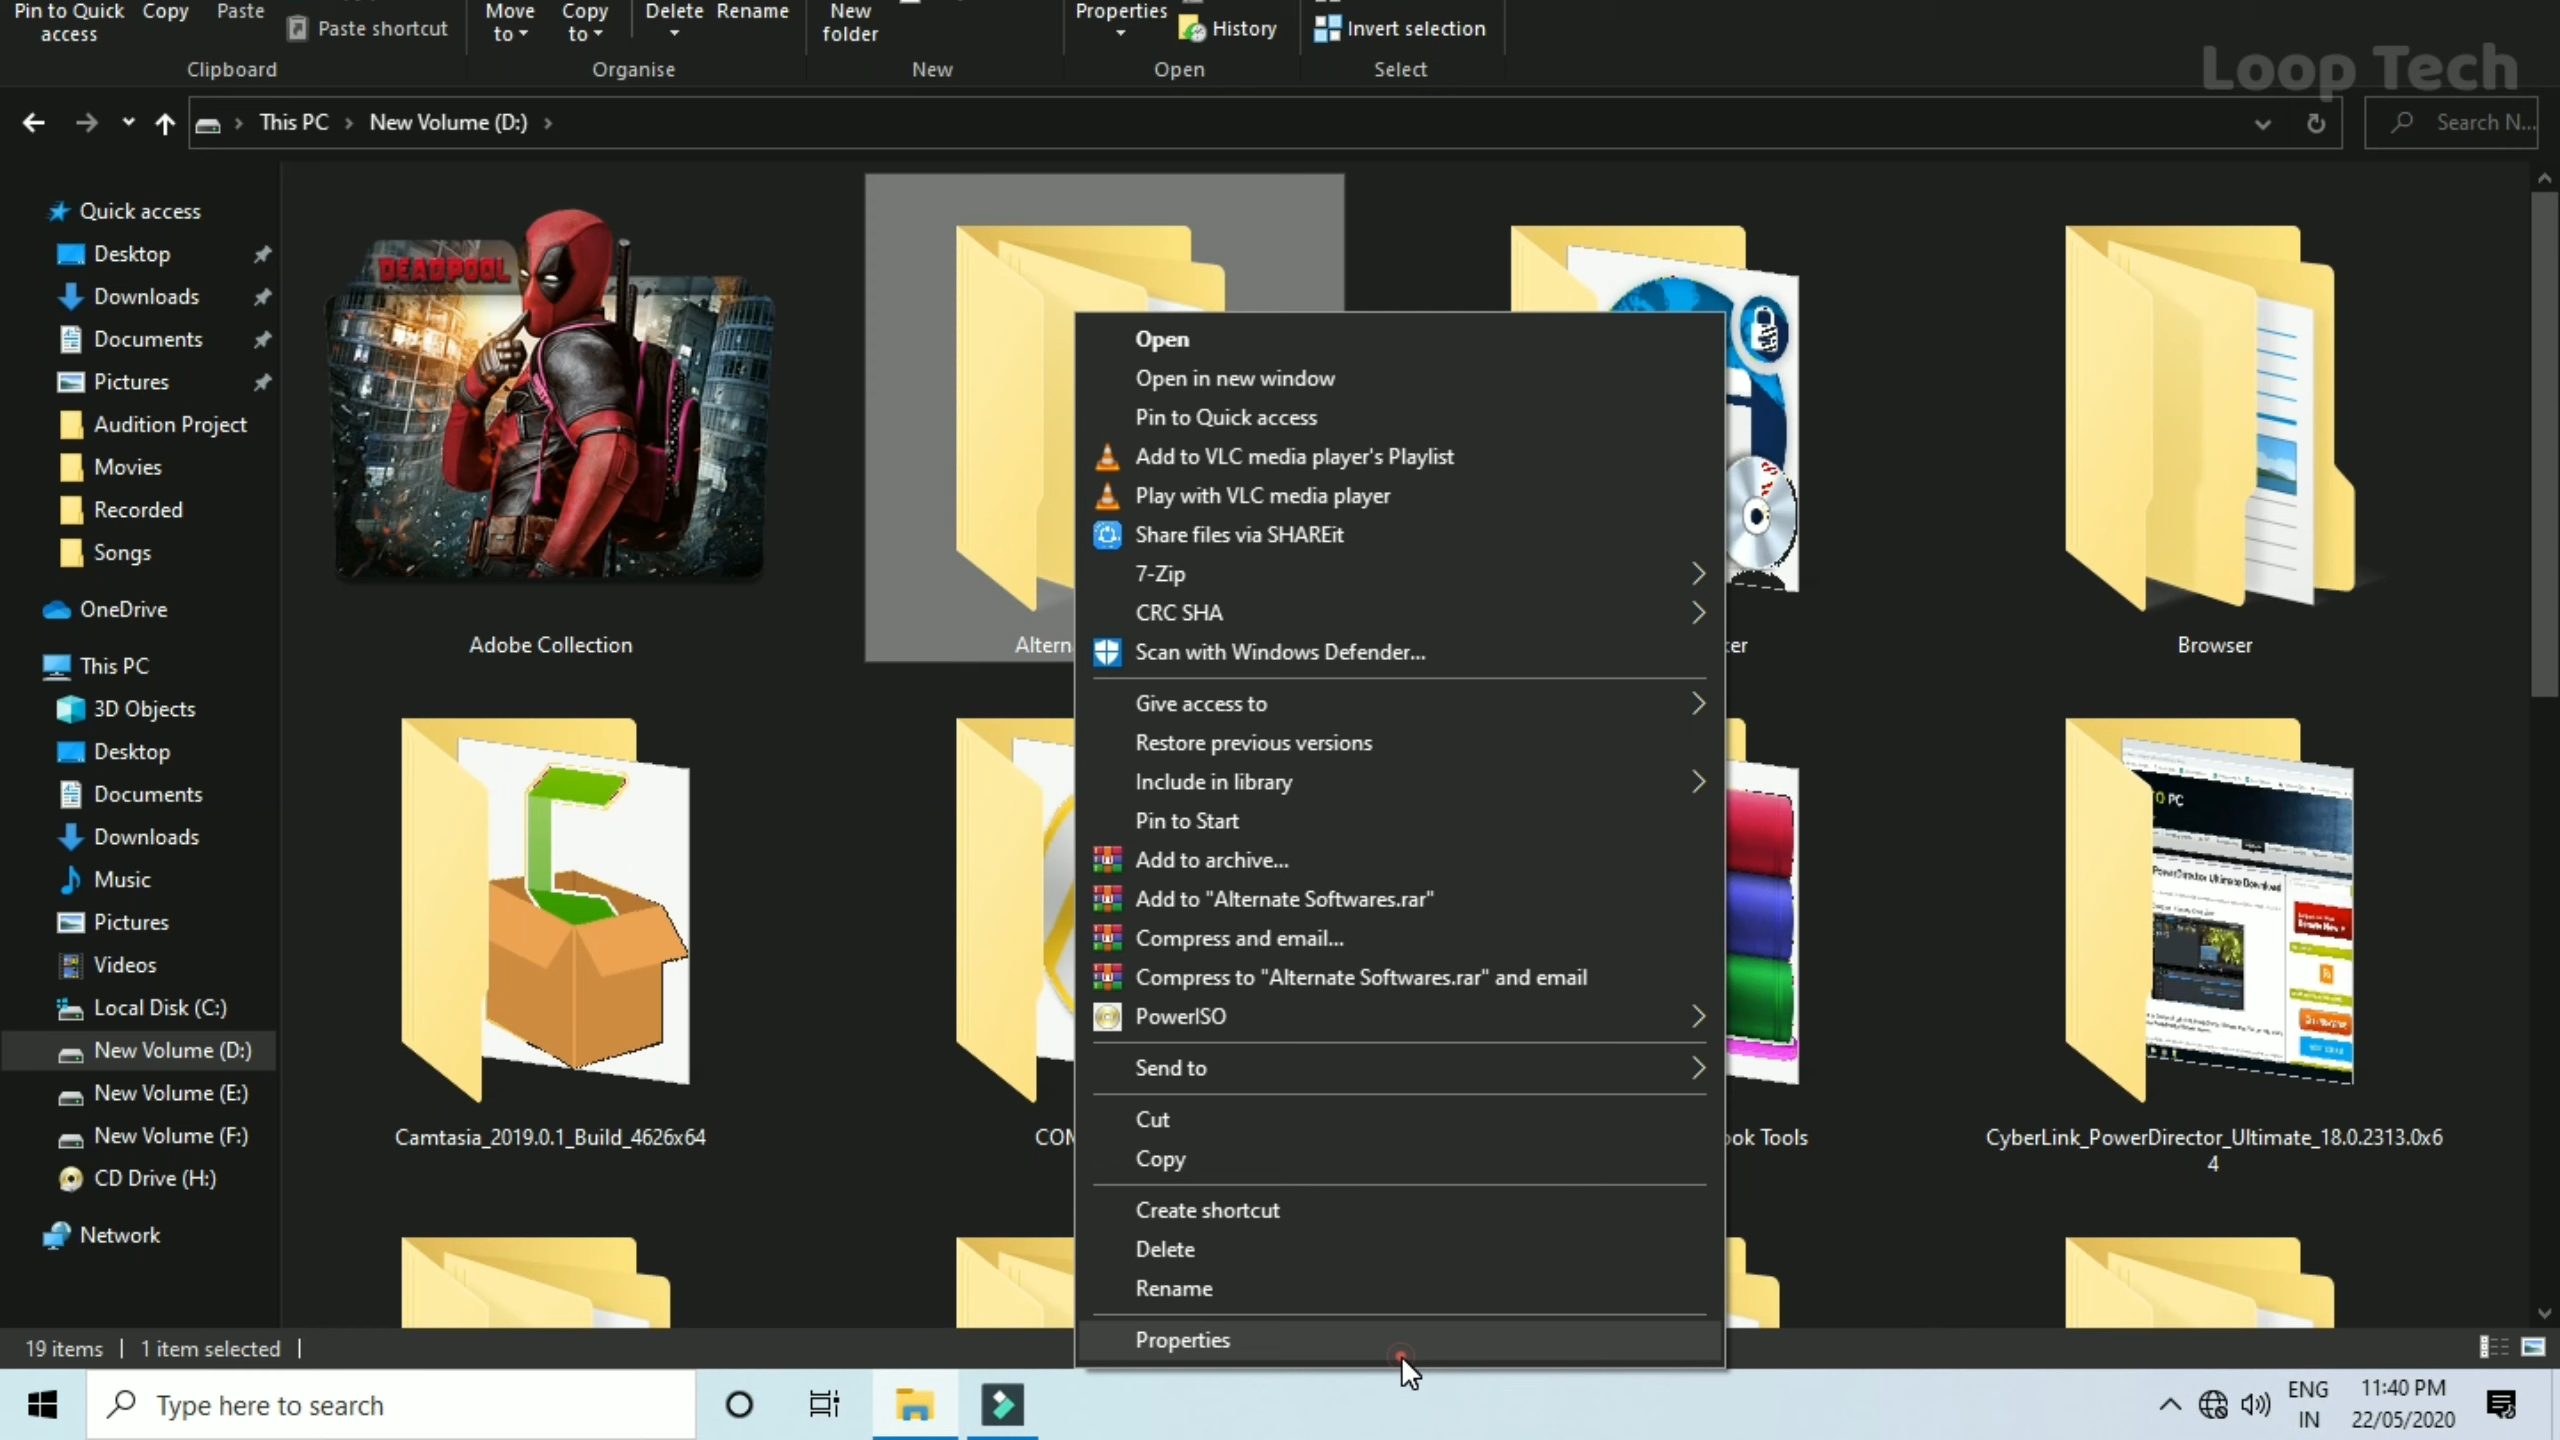 Pin to Quick
access
Copy
Paste
Paste shortcut
Move
to
Copy
to
Delete
Rename
New
folder
Properties
History
Invert selection
Clipboard
Organise
New
Open
Select
Loop Tech
This PC
New Volume (D:)
Search N...
Quick access
Desktop
Downloads
Documents
Pictures
Audition Project
Movies
Recorded
Songs
OneDrive
This PC
3D Objects
Desktop
Documents
Downloads
Music
Pictures
Videos
Local Disk (C:)
New Volume (D:)
New Volume (E:)
New Volume (F:)
CD Drive (H:)
Network
DEADPOOL
Adobe Collection
Altern
er
Browser
Camtasia_2019.0.1_Build_4626x64
COM
ook Tools
O PC
PowerDirector Ultimate Download
CyberLink_PowerDirector_Ultimate_18.0.2313.0x6
4
Open
Open in new window
Pin to Quick access
Add to VLC media player's Playlist
Play with VLC media player
Share files via SHAREit
7-Zip
CRC SHA
Scan with Windows Defender...
Give access to
Restore previous versions
Include in library
Pin to Start
Add to archive...
Add to "Alternate Softwares.rar"
Compress and email...
Compress to "Alternate Softwares.rar" and email
PowerISO
Send to
Cut
Copy
Create shortcut
Delete
Rename
Properties
19 items
1 item selected
Type here to search
ENG
IN
11:40 PM
22/05/2020